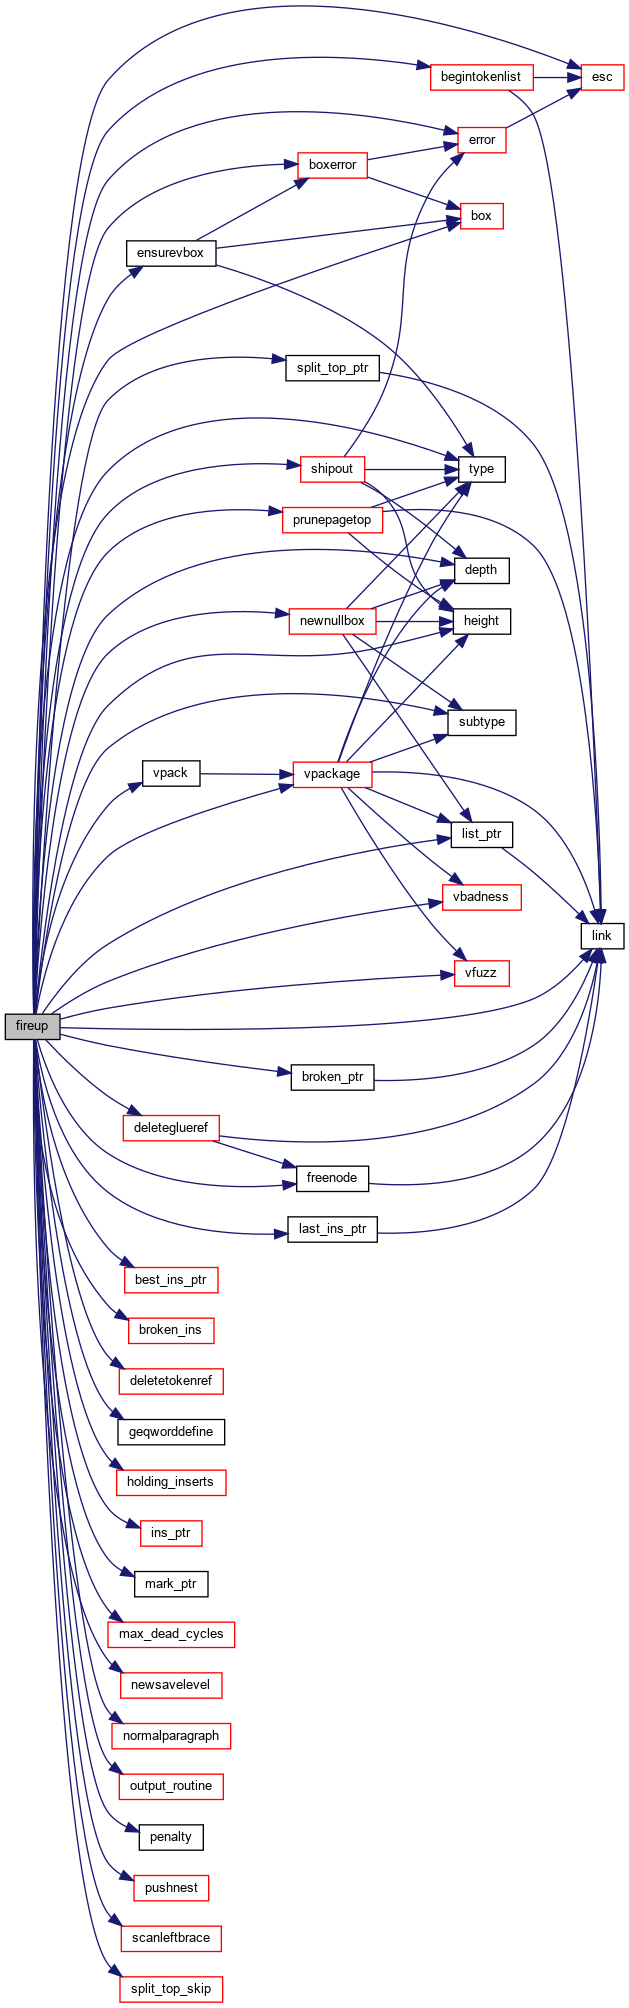 esc
begintokenlist
error
boxerror
box
ensurevbox
split_top_ptr
shipout
type
prunepagetop
depth
newnullbox
height
subtype
vpack
vpackage
list_ptr
vbadness
link
vfuzz
fireup
broken_ptr
deleteglueref
freenode
last_ins_ptr
best_ins_ptr
broken_ins
deletetokenref
geqworddefine
holding_inserts
ins_ptr
mark_ptr
max_dead_cycles
newsavelevel
normalparagraph
output_routine
penalty
pushnest
scanleftbrace
split_top_skip